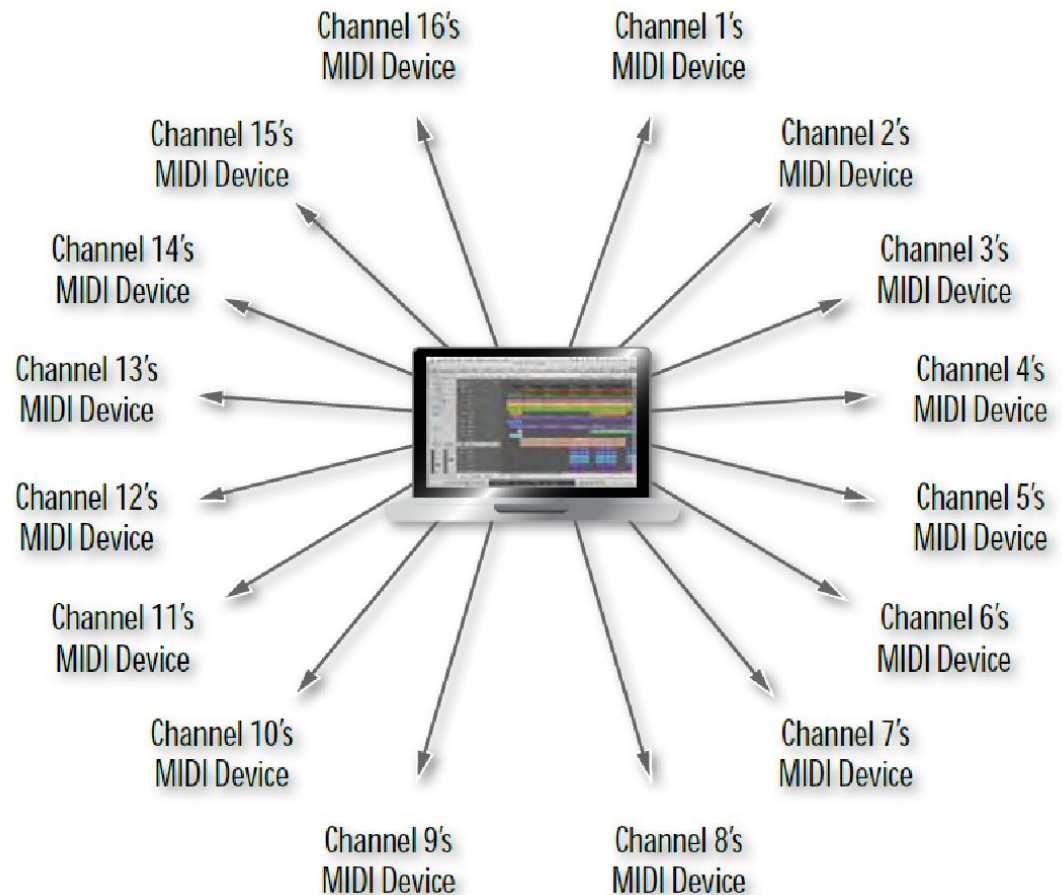 Channel 16's
MIDI Device
Channel 1's
MIDI Device
Channel 15's
MIDI Device
Channel 2's
MIDI Device
Channel 14's
MIDI Device
Channel 3's
MIDI Device
Channel 13's
MIDI Device
Channel 4's
MIDI Device
Channel 12's
MIDI Device
Channel 5's
MIDI Device
Channel 11's
MIDI Device
Channel 6's
MIDI Device
Channel 10's
MIDI Device
Channel 7's
MIDI Device
Channel 9's
MIDI Device
Channel 8's
MIDI Device